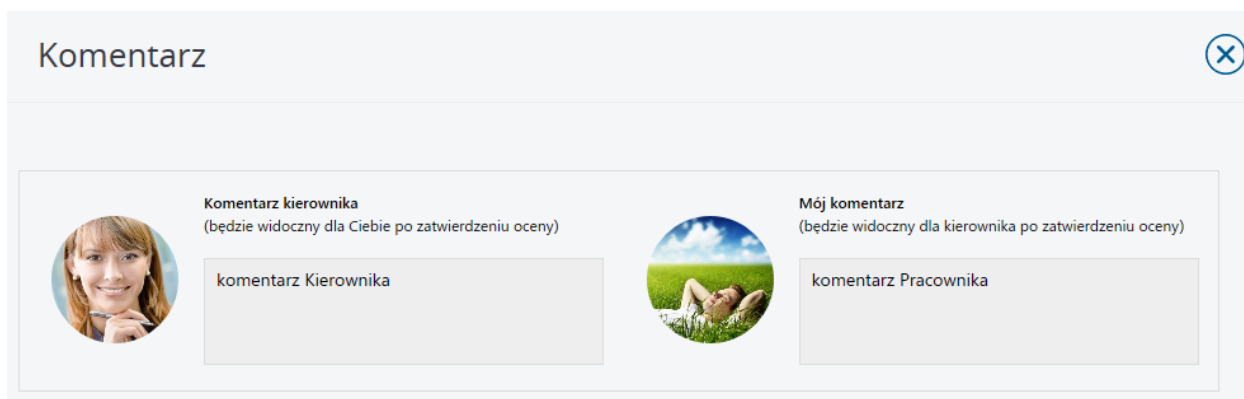 Komentarz
Komentarz kierownika
(będzie widoczny dla Ciebie po zatwierdzeniu oceny)
komentarz Kierownika
Mój komentarz
(będzie widoczny dla kierownika po zatwierdzeniu oceny)
komentarz Pracownika